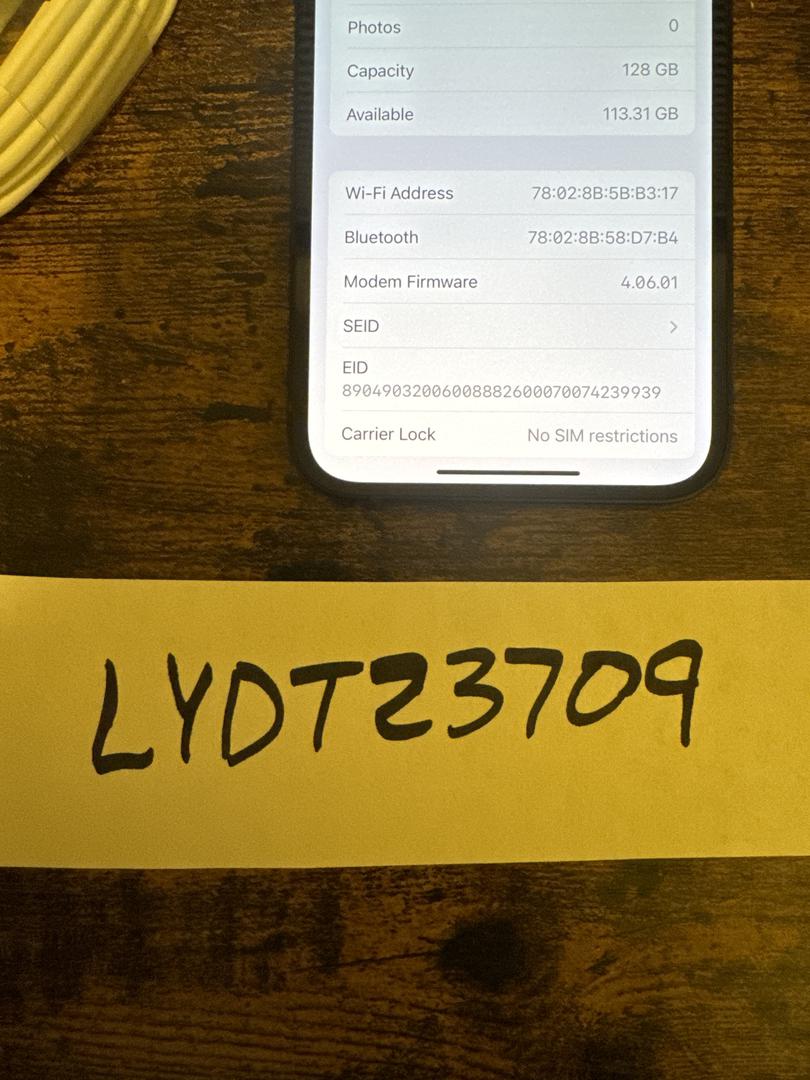 Photos 0
Capacity 128 GB
Available 113.31 GB
Wi-Fi Address 78:02:8B:5B:B3:17
Bluetooth 78:02:8B:58:D7:B4
Modem Firmware 4.06.01
SEID
EID
89049032006008882600070074239939
Carrier Lock No SIM restrictions
LYDT23709